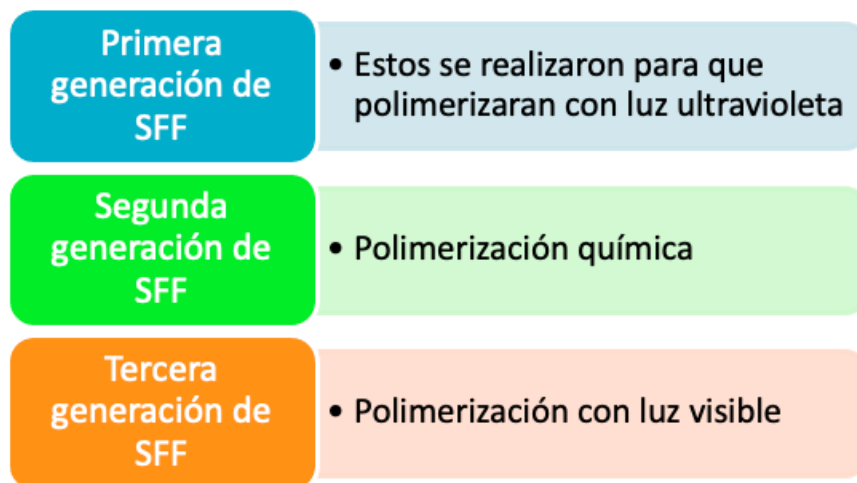 Primera
generación de
SFF
• Estos se realizaron para que
polimerizaran con luz ultravioleta
Segunda
generación de
SFF
• Polimerización química
Tercera
generación de
SFF
• Polimerización con luz visible